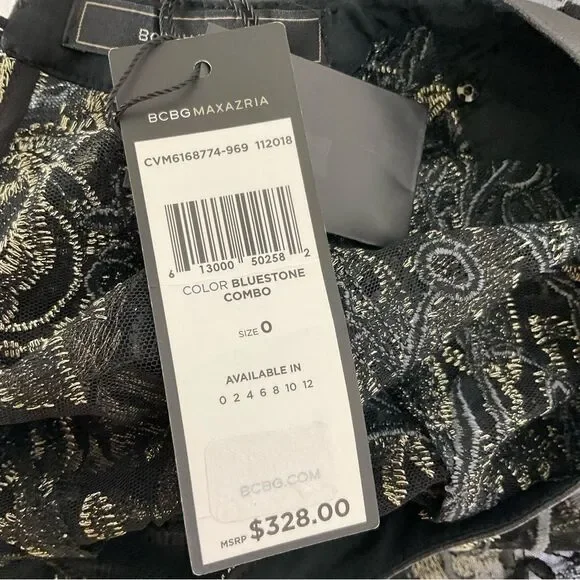 BCBGMAXAZRIA
CVM6168774-969 112018
6 13000 50258 2
COLOR BLUESTONE
COMBO
SIZE 0
AVAILABLE IN
0 2 4 6 8 10 12
BCBG.COM
MSRP $328.00